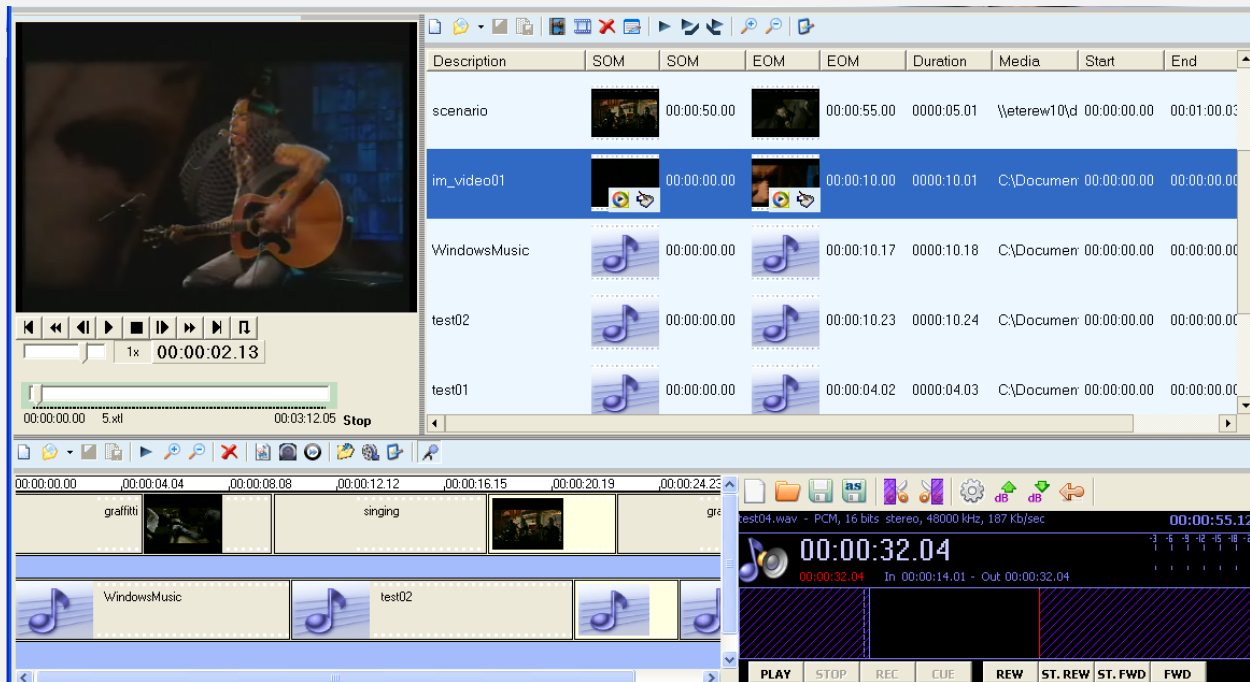 Description SOM SOM EOM EOM Duration Media Start End
scenario 00:00:50.00 00:00:55.00 0000:05.01 \\eterew10\d 00:00:00.00 00:01:00.03
im_video01 00:00:00.00 00:00:10.00 0000:10.01 C:\Documen 00:00:00.00 00:00:00.00
WindowsMusic 00:00:00.00 00:00:10.17 0000:10.18 C:\Documen 00:00:00.00 00:00:00.00
test02 00:00:00.00 00:00:10.23 0000:10.24 C:\Documen 00:00:00.00 00:00:00.00
test01 00:00:00.00 00:00:04.02 0000:04.03 C:\Documen 00:00:00.00 00:00:00.00
1x 00:00:02.13
00:00:00.00 5.xtl 00:03:12.05 Stop
00:00:00.00 00:00:04.04 00:00:08.08 00:00:12.12 00:00:16.15 00:00:20.19 00:00:24.23
graffitti singing gra
WindowsMusic test02
as dB dB
test04.wav - PCM, 16 bits stereo, 48000 kHz, 187 Kb/sec 00:00:55.12
00:00:32.04 -3 -6 -9 -12 -15 -18 -2
00:00:32.04 In 00:00:14.01 - Out 00:00:32.04
PLAY STOP REC CUE REW ST. REW ST. FWD FWD